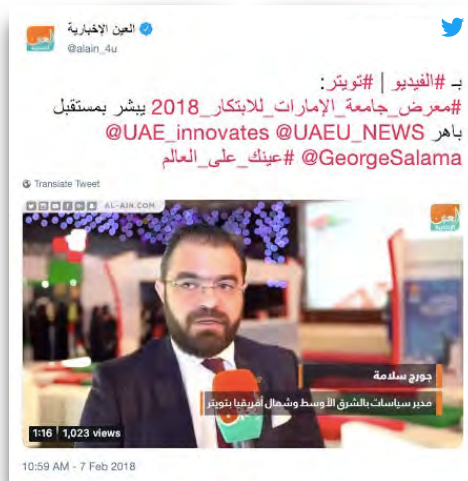 العين الإخبارية
@alain_4u
بـ #الفيديو | #تويتر:
#معرض_جامعة_الإمارات_للابتكار_2018 يبشر بمستقبل
باهر @UAE_innovates @UAEU_NEWS
@GeorgeSalama #عينك_على_العالم
Translate Tweet
AL-AIN.COM
العين
الإخبارية
جورج سلامة
مدير سياسات بالشرق الأوسط وشمال أفريقيا بتويتر
1:16 | 1,023 views
10:59 AM - 7 Feb 2018